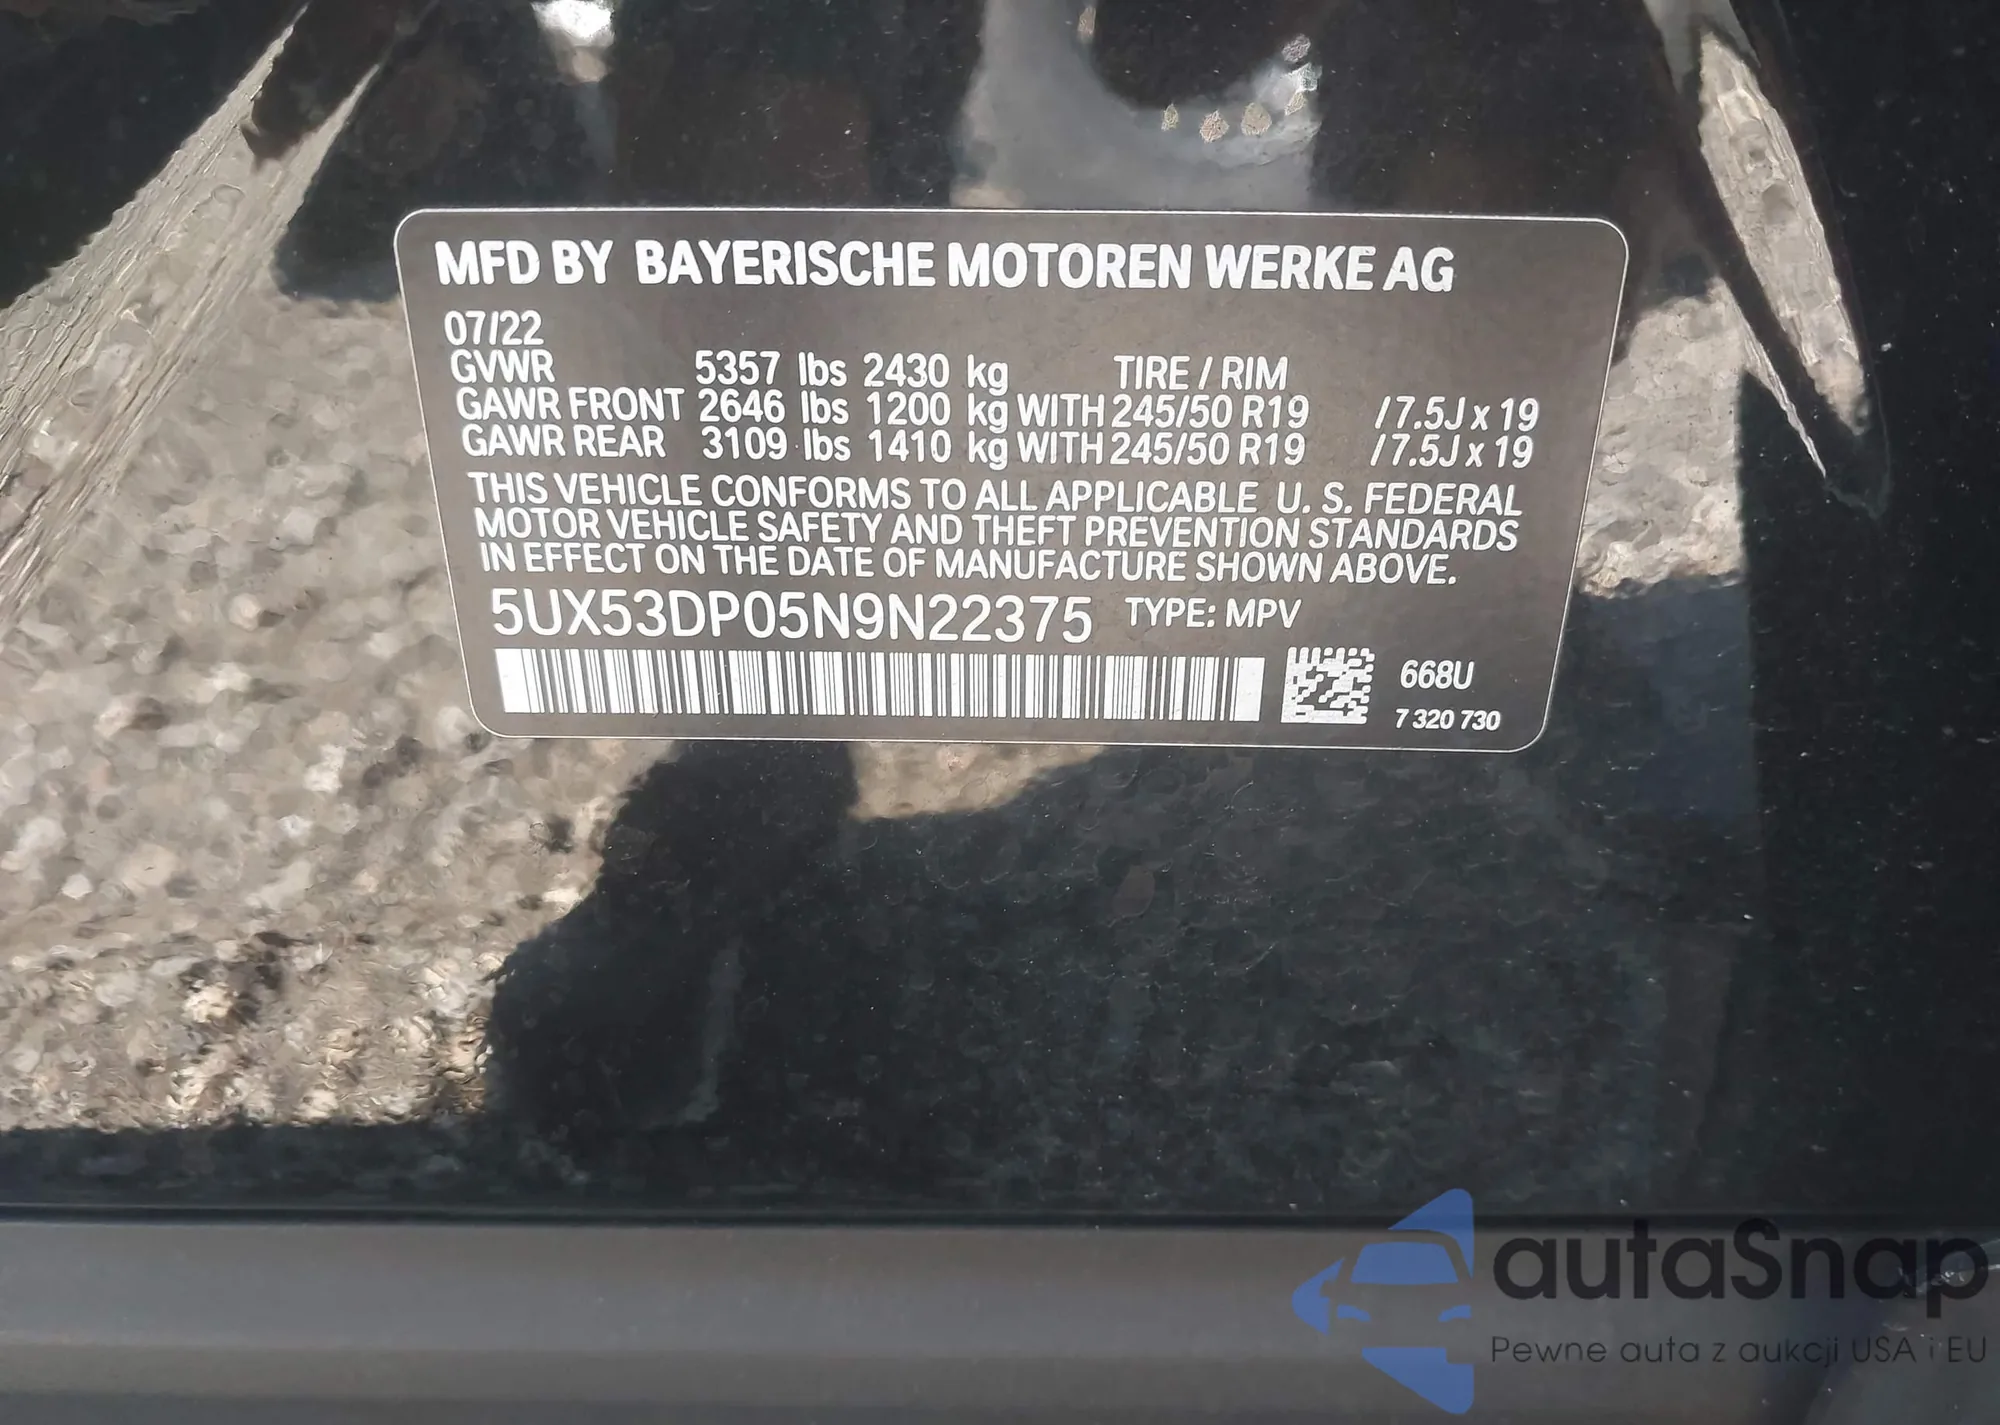 MFD BY BAYERISCHE MOTOREN WERKE AG
07/22
GVWR 5357 lbs 2430 kg TIRE / RIM
GAWR FRONT 2646 lbs 1200 kg WITH 245/50 R19 /7.5J x 19
GAWR REAR 3109 lbs 1410 kg WITH 245/50 R19 /7.5J x 19
THIS VEHICLE CONFORMS TO ALL APPLICABLE U. S. FEDERAL
MOTOR VEHICLE SAFETY AND THEFT PREVENTION STANDARDS
IN EFFECT ON THE DATE OF MANUFACTURE SHOWN ABOVE.
5UX53DP05N9N22375 TYPE: MPV
668U
7 320 730
autaSnap
Pewne auta z aukcji USA i EU